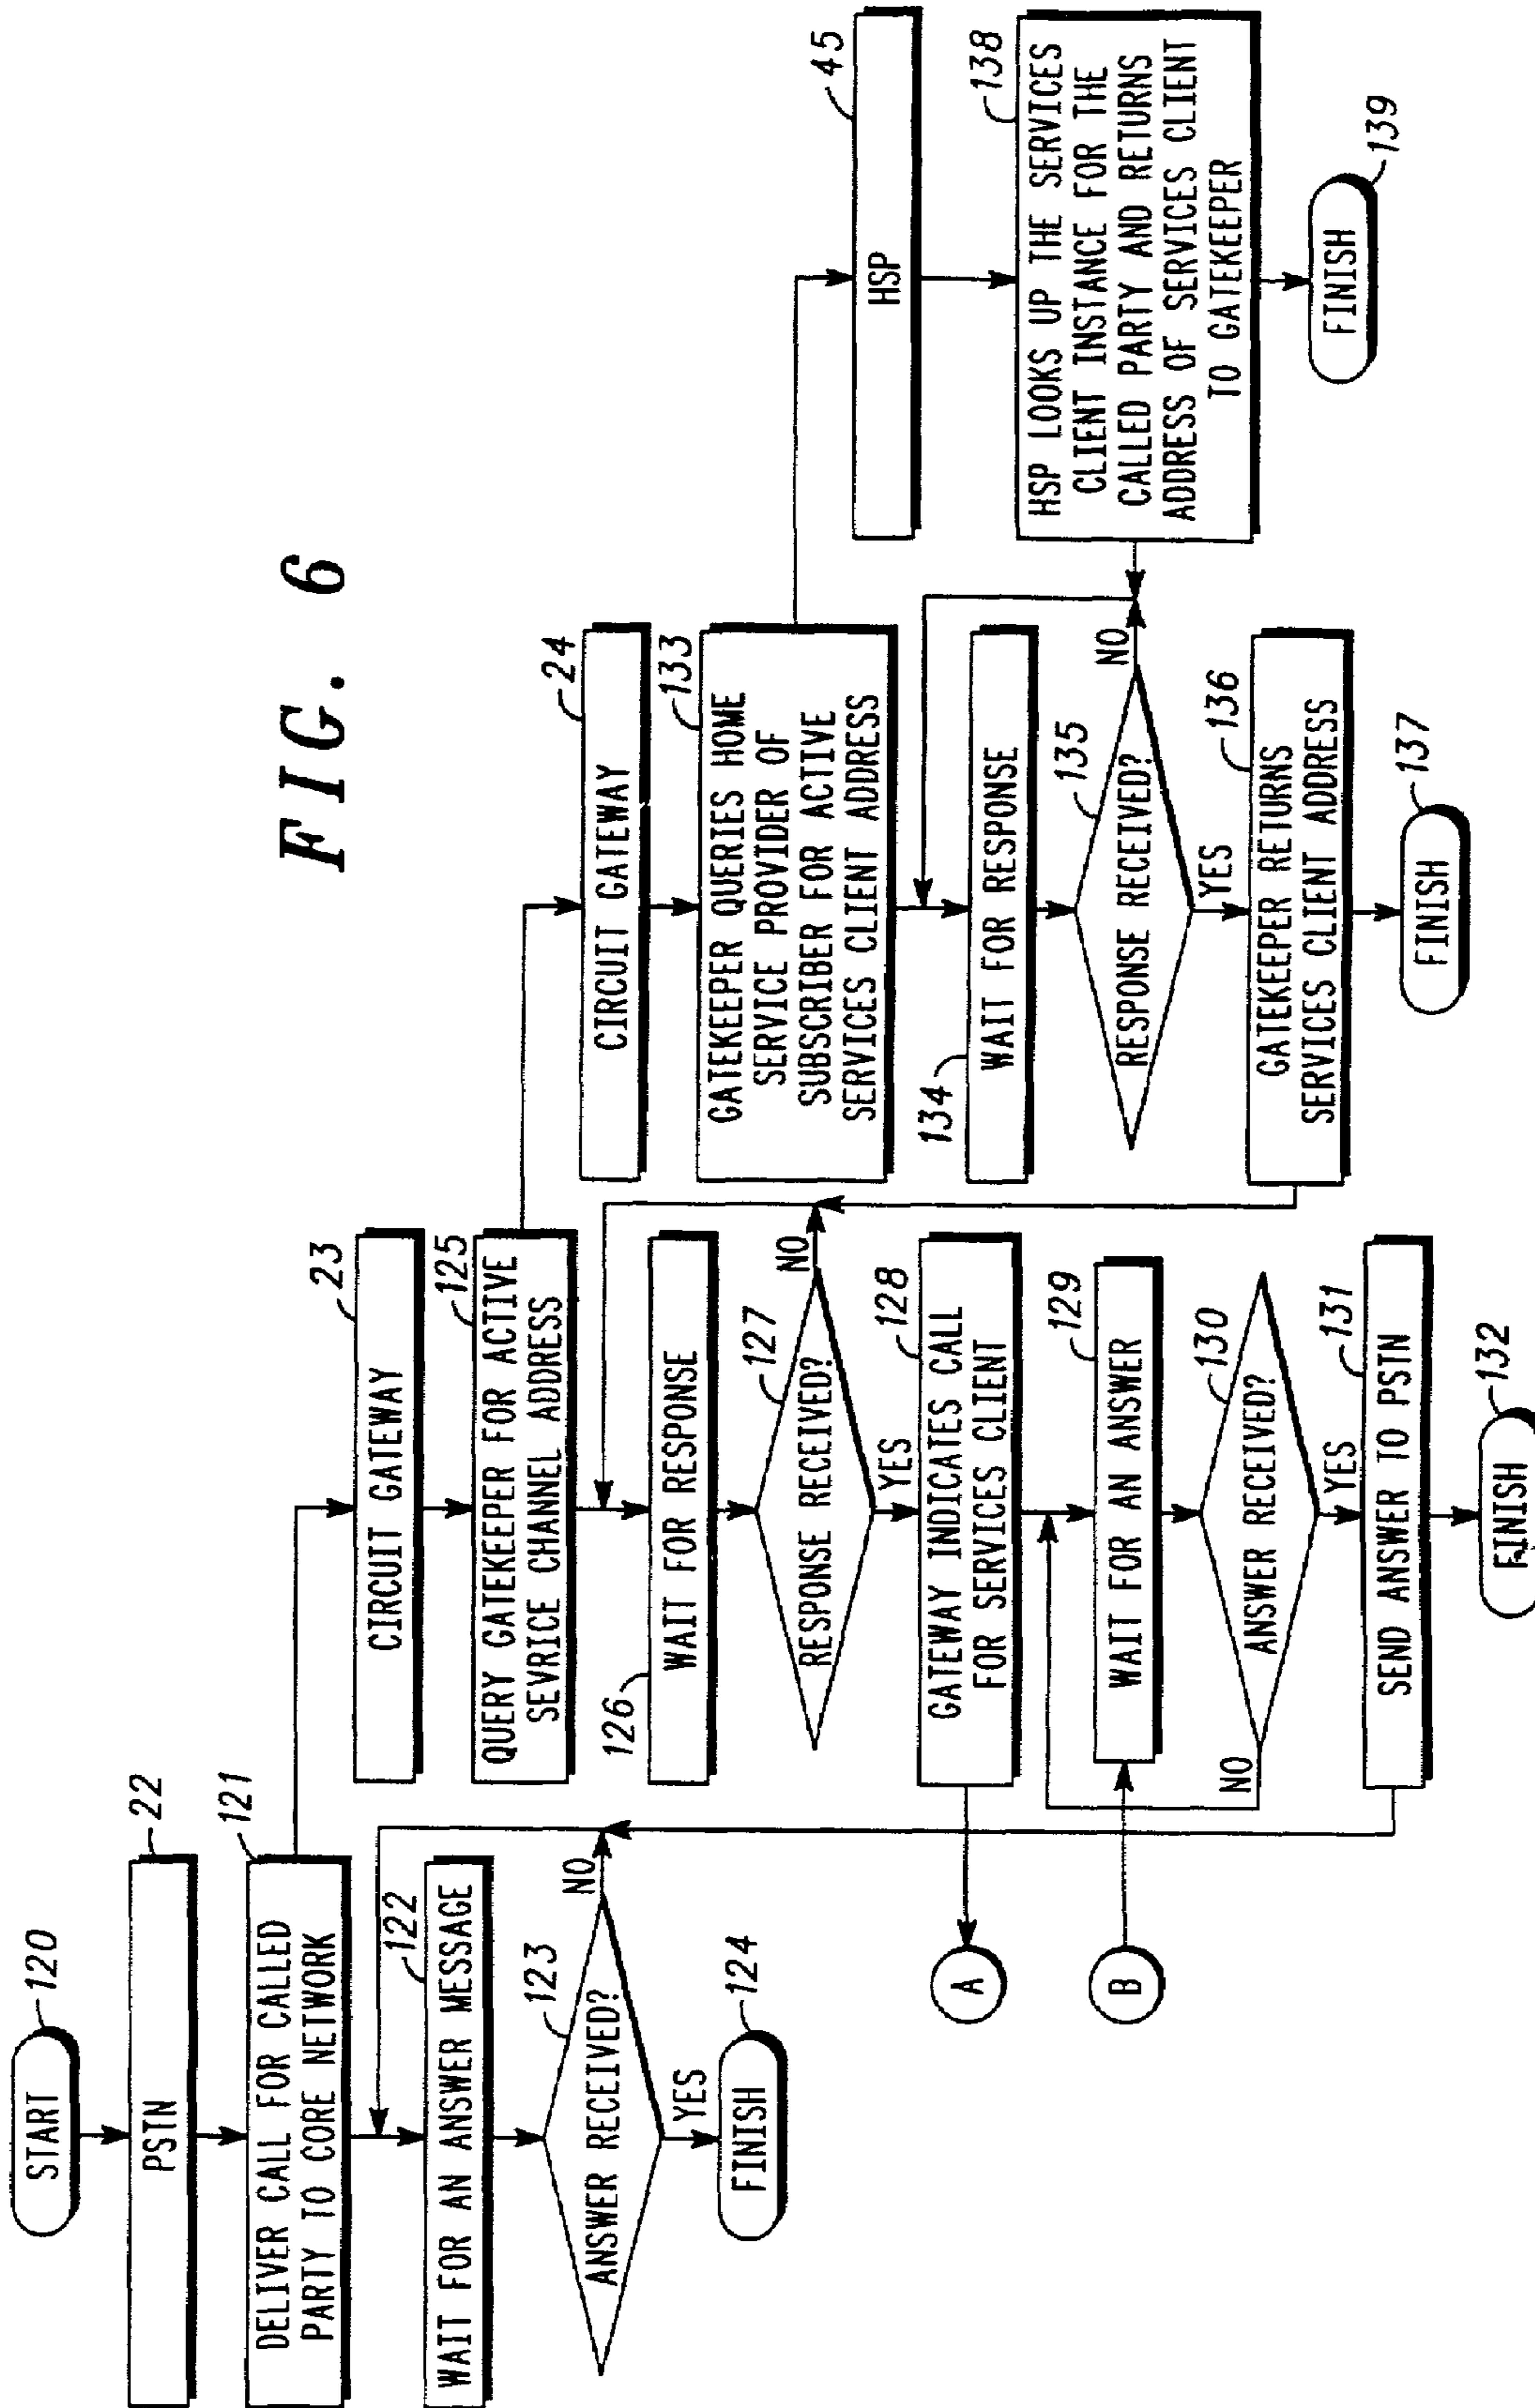 FIG. 6
START
120
PSTN
22
DELIVER CALL FOR CALLED
PARTY TO CORE NETWORK
121
WAIT FOR AN ANSWER MESSAGE
122
ANSWER RECEIVED?
123
NO
YES
FINISH
124
CIRCUIT GATEWAY
23
QUERY GATEKEEPER FOR ACTIVE
SEVRICE CHANNEL ADDRESS
125
WAIT FOR RESPONSE
126
RESPONSE RECEIVED?
127
NO
YES
GATEWAY INDICATES CALL
FOR SERVICES CLIENT
128
A
WAIT FOR AN ANSWER
129
B
ANSWER RECEIVED?
130
NO
YES
SEND ANSWER TO PSTN
131
FINISH
132
CIRCUIT GATEWAY
24
GATEKEEPER QUERIES HOME
SERVICE PROVIDER OF
SUBSCRIBER FOR ACTIVE
SERVICES CLIENT ADDRESS
133
WAIT FOR RESPONSE
134
RESPONSE RECEIVED?
135
NO
YES
GATEKEEPER RETURNS
SERVICES CLIENT ADDRESS
136
FINISH
137
HSP
45
HSP LOOKS UP THE SERVICES
CLIENT INSTANCE FOR THE
CALLED PARTY AND RETURNS
ADDRESS OF SERVICES CLIENT
TO GATEKEEPER
138
FINISH
139